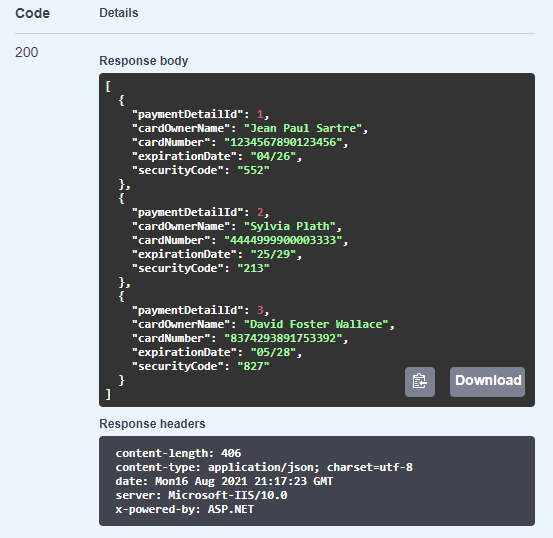 Code Details
200
Response body
[
  {
    "paymentDetailId": 1,
    "cardOwnerName": "Jean Paul Sartre",
    "cardNumber": "1234567890123456",
    "expirationDate": "04/26",
    "securityCode": "552"
  },
  {
    "paymentDetailId": 2,
    "cardOwnerName": "Sylvia Plath",
    "cardNumber": "4444999900003333",
    "expirationDate": "25/29",
    "securityCode": "213"
  },
  {
    "paymentDetailId": 3,
    "cardOwnerName": "David Foster Wallace",
    "cardNumber": "8374293891753392",
    "expirationDate": "05/28",
    "securityCode": "827"
  }
]
Download
Response headers
content-length: 406
content-type: application/json; charset=utf-8
date: Mon16 Aug 2021 21:17:23 GMT
server: Microsoft-IIS/10.0
x-powered-by: ASP.NET